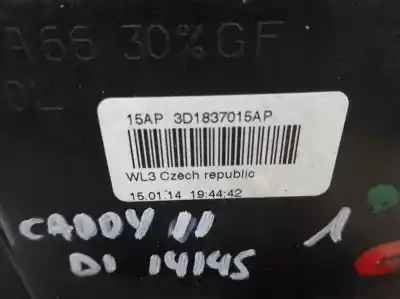 A66 30% GF
OL
15AP 3D1837015AP
WL3 Czech republic
15.01.14 19:44:42
CADDY III 1
DI 14145